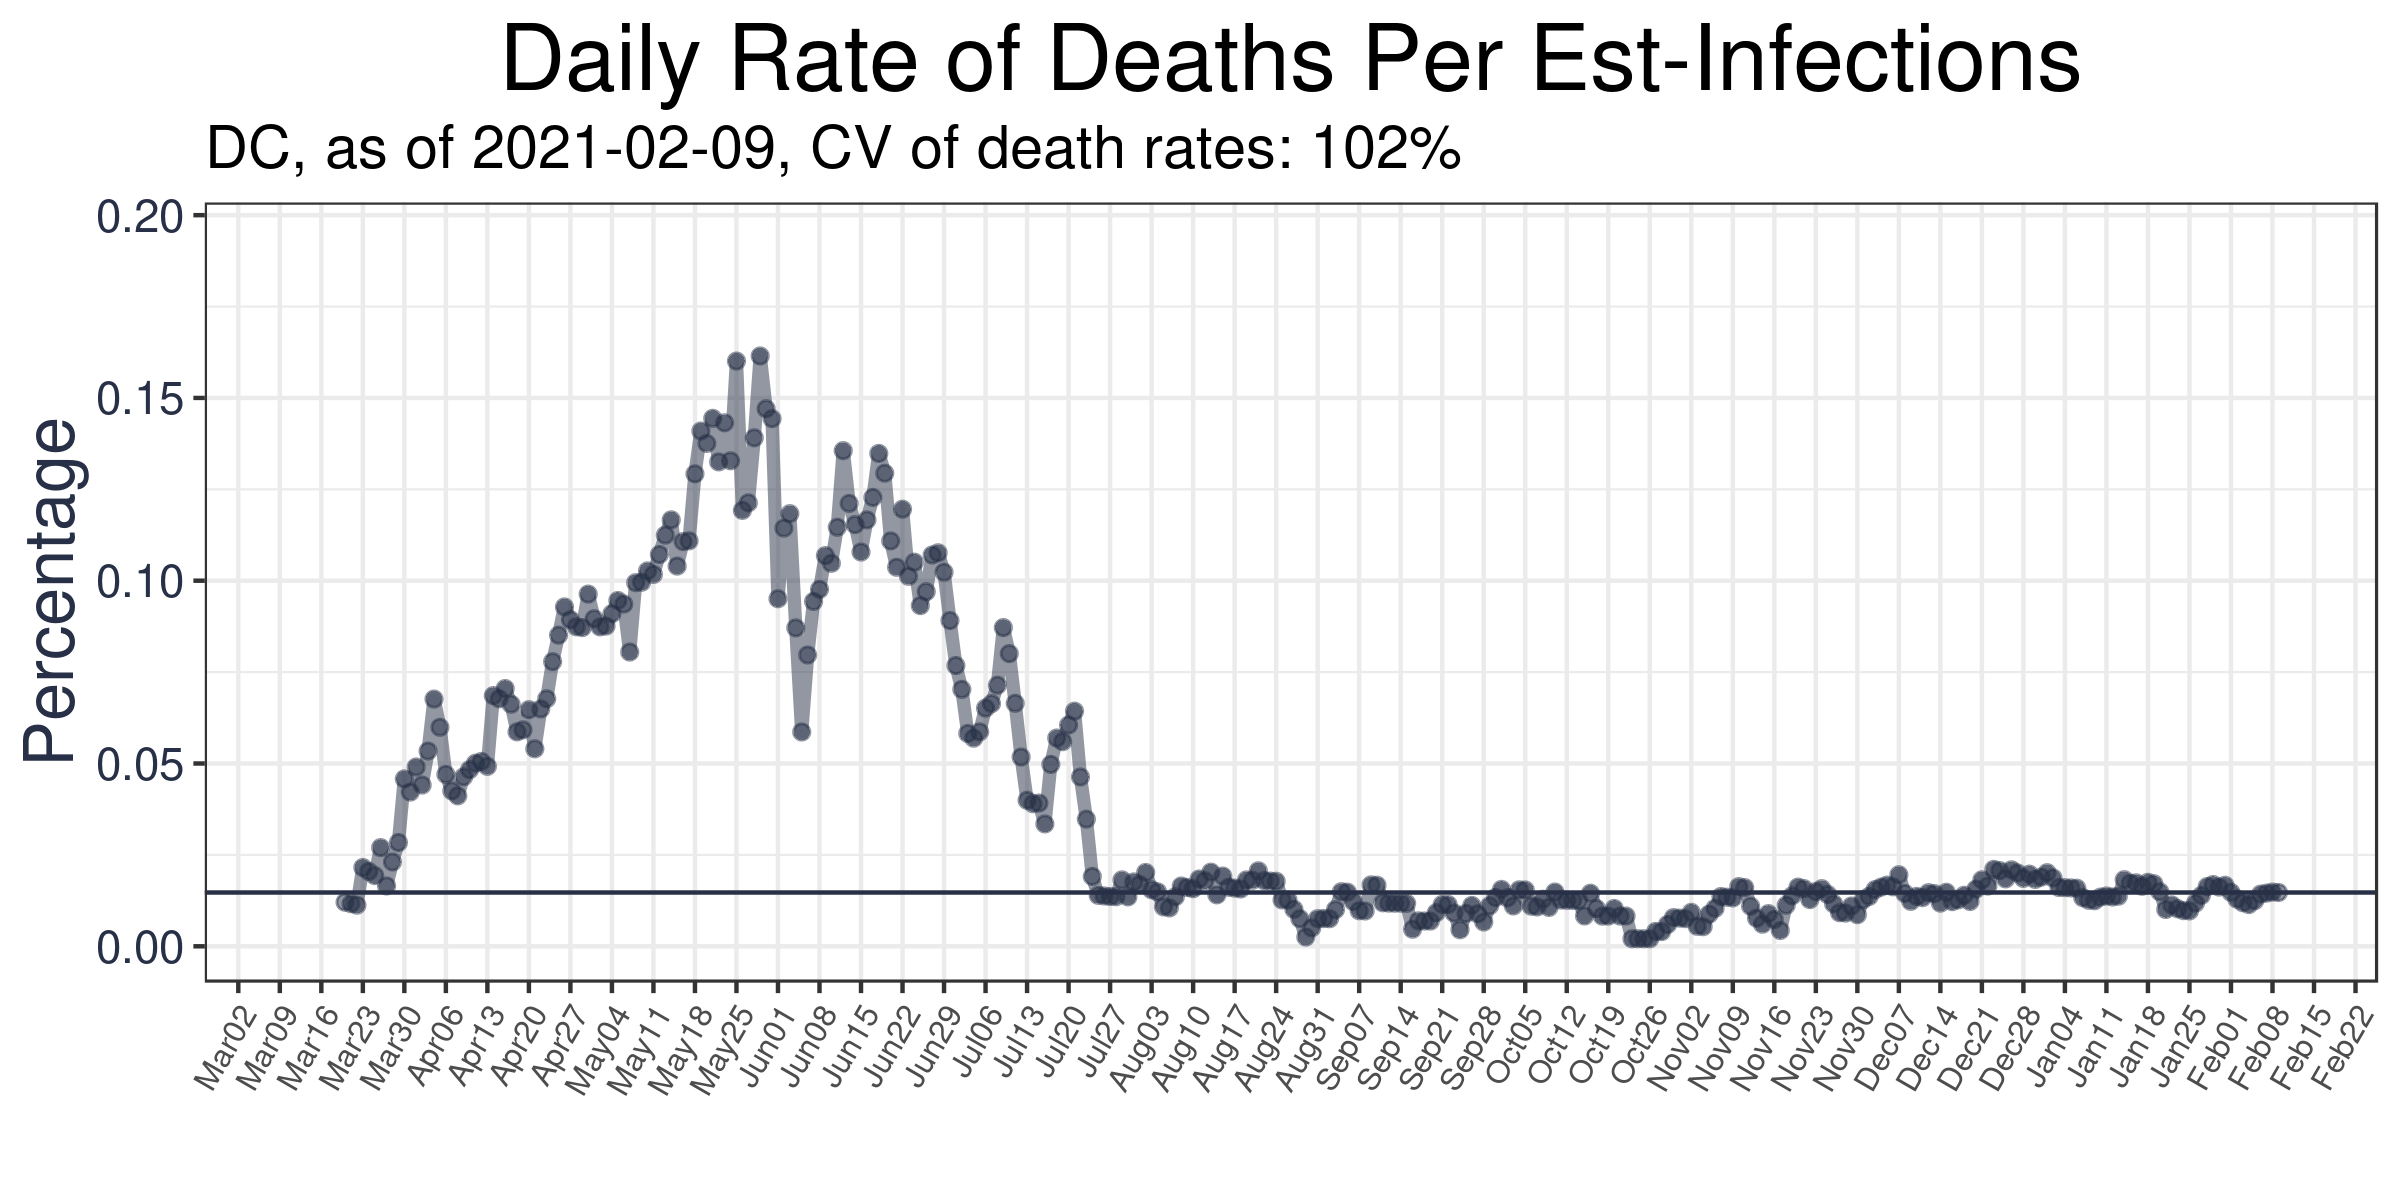 Daily Rate of Deaths Per Est-Infections
DC, as of 2021-02-09, CV of death rates: 102%
Percentage
0.20
0.15
0.10
0.05
0.00
Mar02
Mar09
Mar16
Mar23
Mar30
Apr06
Apr13
Apr20
Apr27
May04
May11
May18
May25
Jun01
Jun08
Jun15
Jun22
Jun29
Jul06
Jul13
Jul20
Jul27
Aug03
Aug10
Aug17
Aug24
Aug31
Sep07
Sep14
Sep21
Sep28
Oct05
Oct12
Oct19
Oct26
Nov02
Nov09
Nov16
Nov23
Nov30
Dec07
Dec14
Dec21
Dec28
Jan04
Jan11
Jan18
Jan25
Feb01
Feb08
Feb15
Feb22